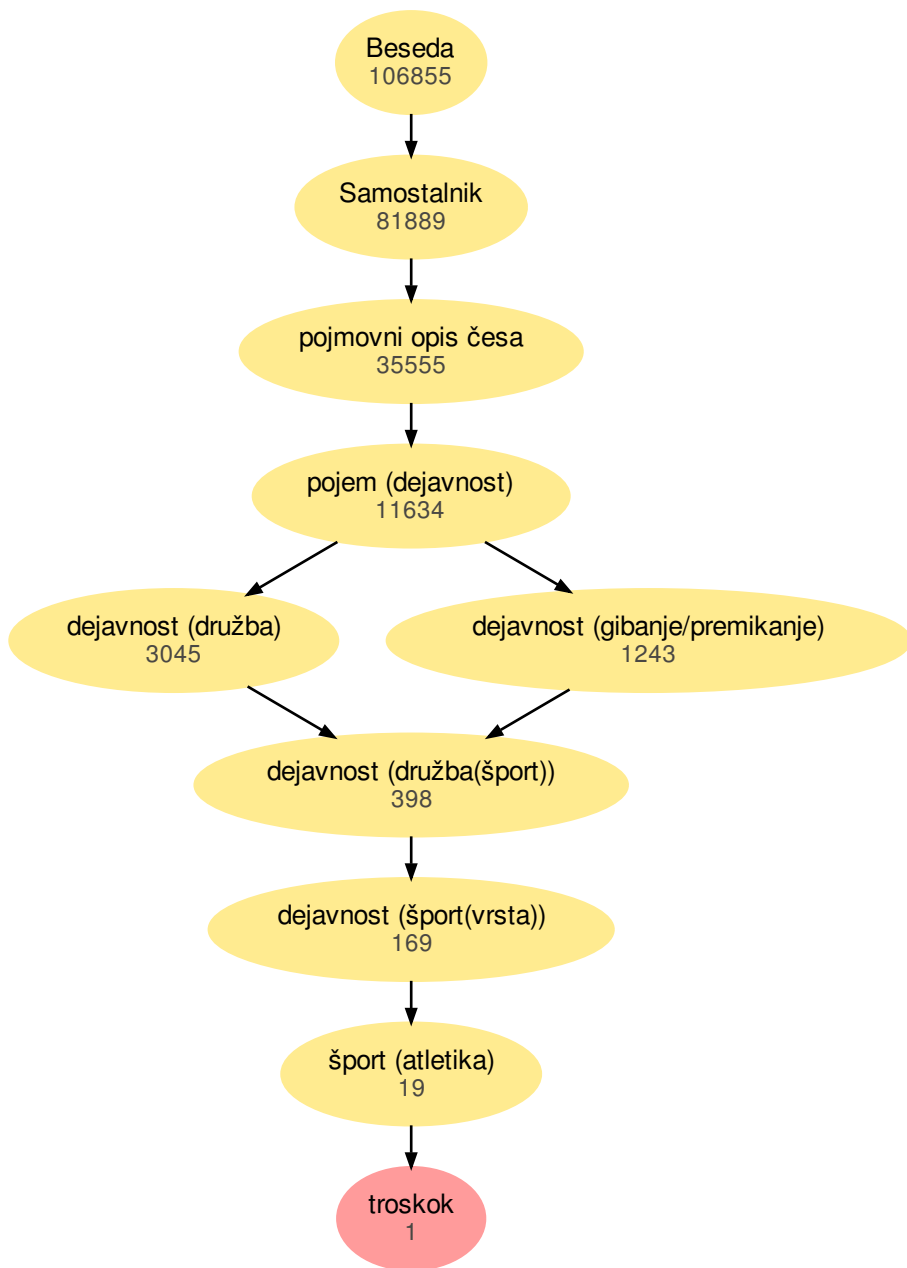 Beseda
106855
Samostalnik
81889
pojmovni opis česa
35555
pojem (dejavnost)
11634
dejavnost (družba)
3045
dejavnost (gibanje/premikanje)
1243
dejavnost (družba(šport))
398
dejavnost (šport(vrsta))
169
šport (atletika)
19
troskok
1